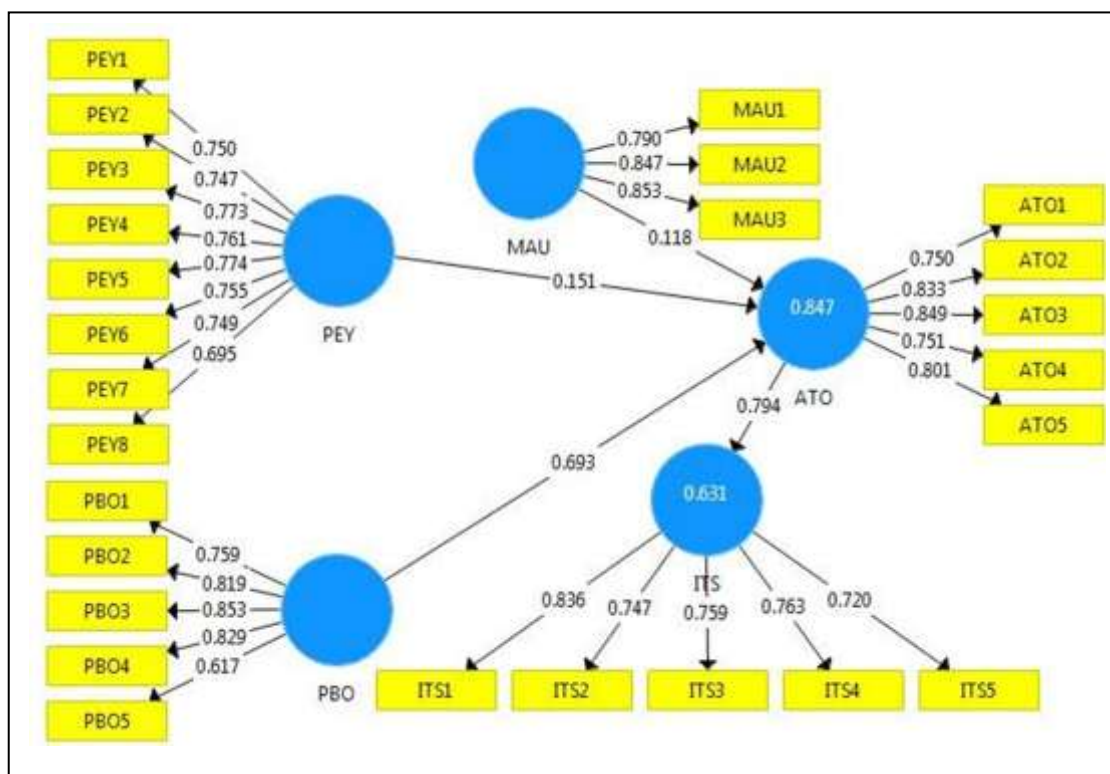 PEY1
PEY2
PEY3
PEY4
PEY5
PEY6
PEY7
PEY8
0.750
0.747
0.773
0.761
0.774
0.755
0.749
0.695
PEY
MAU
0.790
0.847
0.853
MAU1
MAU2
MAU3
0.118
0.151
0.847
ATO
0.750
0.833
0.849
0.751
0.801
ATO1
ATO2
ATO3
ATO4
ATO5
0.794
0.693
PBO1
PBO2
PBO3
PBO4
PBO5
0.759
0.819
0.853
0.829
0.617
PBO
0.631
ITS
0.836
0.747
0.759
0.763
0.720
ITS1
ITS2
ITS3
ITS4
ITS5